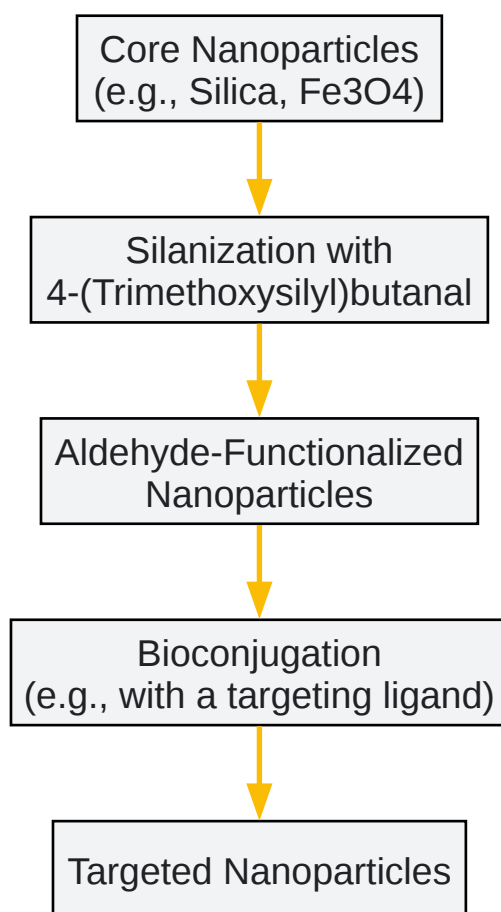 Core Nanoparticles
(e.g., Silica, Fe3O4)
Silanization with
4-(Trimethoxysilyl)butanal
Aldehyde-Functionalized
Nanoparticles
Bioconjugation
(e.g., with a targeting ligand)
Targeted Nanoparticles